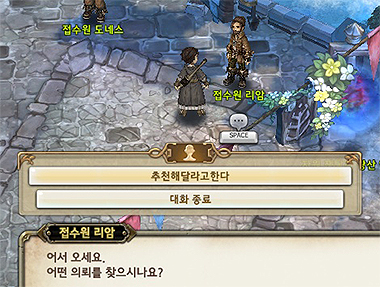 접수원 도네스
접수원 리암
SPACE
추천해달라고한다
대화 종료
접수원 리암
어서 오세요.
어떤 의뢰를 찾으시나요?